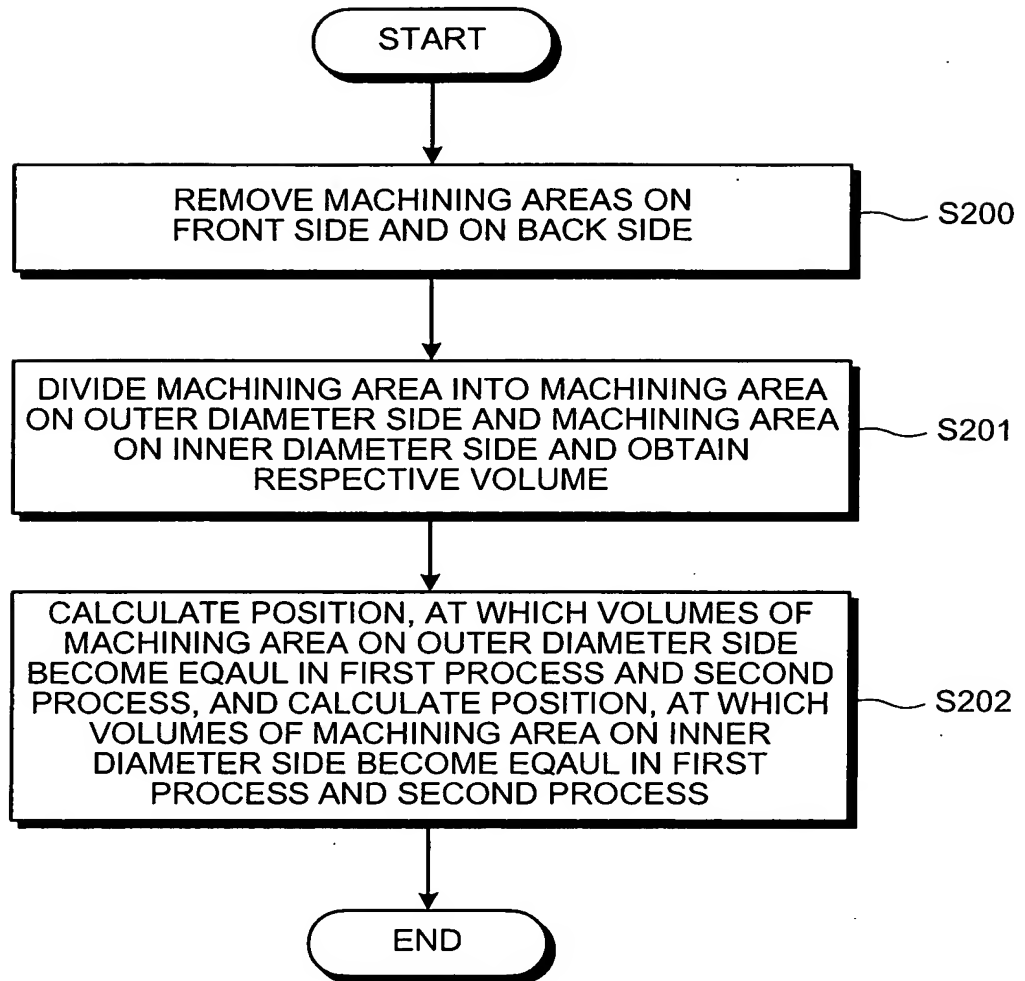 START
REMOVE MACHINING AREAS ON
FRONT SIDE AND ON BACK SIDE
S200
DIVIDE MACHINING AREA INTO MACHINING AREA
ON OUTER DIAMETER SIDE AND MACHINING AREA
ON INNER DIAMETER SIDE AND OBTAIN
RESPECTIVE VOLUME
S201
CALCULATE POSITION, AT WHICH VOLUMES OF
MACHINING AREA ON OUTER DIAMETER SIDE
BECOME EQAUL IN FIRST PROCESS AND SECOND
PROCESS, AND CALCULATE POSITION, AT WHICH
VOLUMES OF MACHINING AREA ON INNER
DIAMETER SIDE BECOME EQAUL IN FIRST
PROCESS AND SECOND PROCESS
S202
END